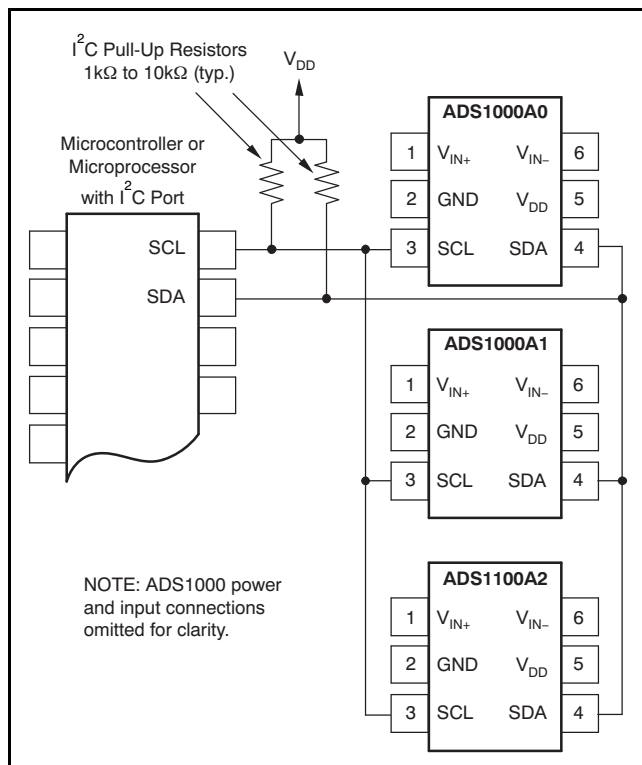 I²C Pull-Up Resistors
1kΩ to 10kΩ (typ.)
V_DD
Microcontroller or
Microprocessor
with I²C Port
SCL
SDA
ADS1000A0
1 V_IN+ V_IN– 6
2 GND V_DD 5
3 SCL SDA 4
ADS1000A1
1 V_IN+ V_IN– 6
2 GND V_DD 5
3 SCL SDA 4
NOTE: ADS1000 power
and input connections
omitted for clarity.
ADS1100A2
1 V_IN+ V_IN– 6
2 GND V_DD 5
3 SCL SDA 4